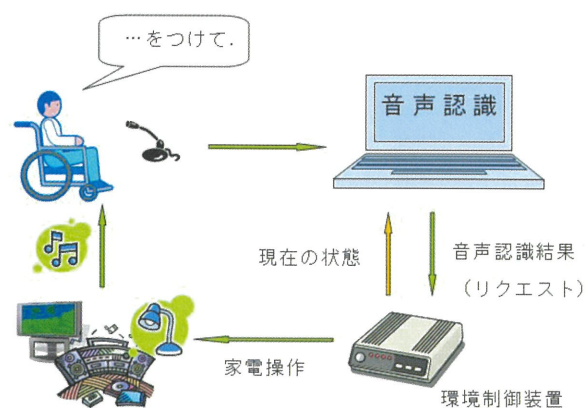 …をつけて.
音声認識
現在の状態
音声認識結果
（リクエスト）
家電操作
環境制御装置